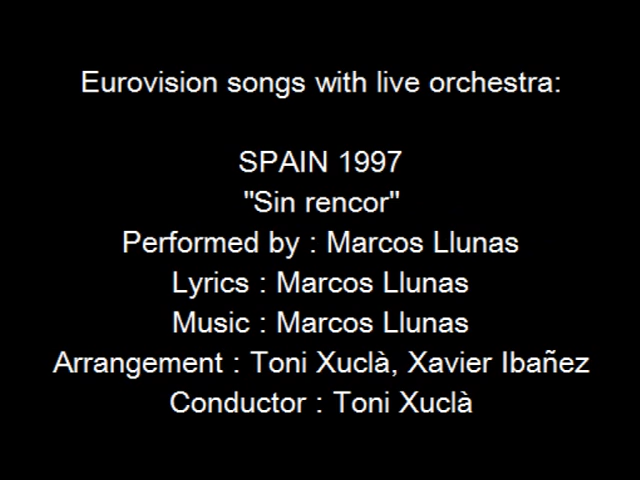 Eurovision songs with live orchestra:
SPAIN 1997
"Sin rencor"
Performed by : Marcos Llunas
Lyrics : Marcos Llunas
Music : Marcos Llunas
Arrangement : Toni Xuclà, Xavier Ibañez
Conductor : Toni Xuclà